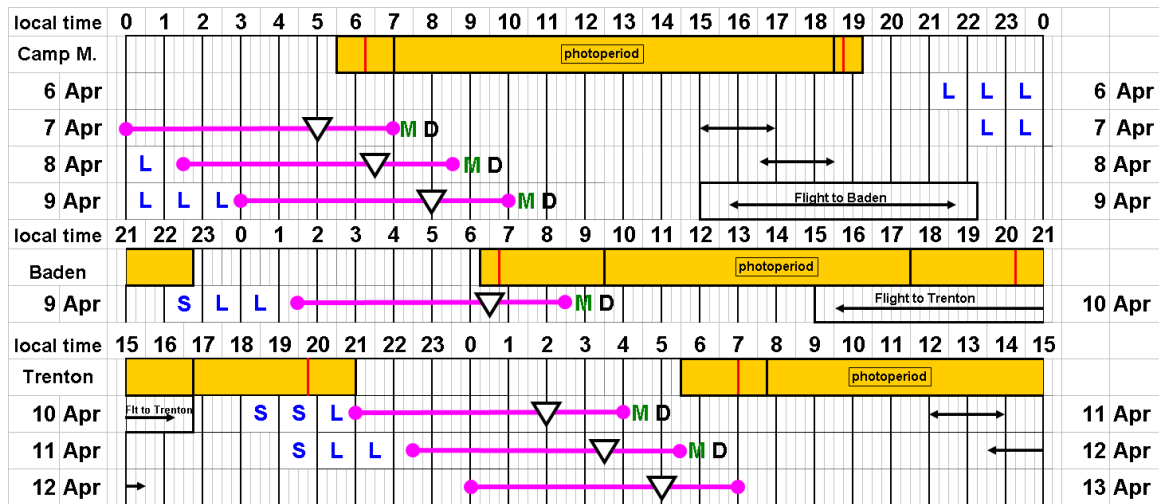 local time 0 1 2 3 4 5 6 7 8 9 10 11 12 13 14 15 16 17 18 19 20 21 22 23 0
Camp M. photoperiod
6 Apr L L L 6 Apr
7 Apr M D L L 7 Apr
8 Apr L M D 8 Apr
9 Apr L L L M D Flight to Baden 9 Apr
local time 21 22 23 0 1 2 3 4 5 6 7 8 9 10 11 12 13 14 15 16 17 18 19 20 21
Baden photoperiod
9 Apr S L L M D Flight to Trenton 10 Apr
local time 15 16 17 18 19 20 21 22 23 0 1 2 3 4 5 6 7 8 9 10 11 12 13 14 15
Trenton photoperiod
10 Apr Flt to Trenton S S L M D 11 Apr
11 Apr S L L M D 12 Apr
12 Apr 13 Apr